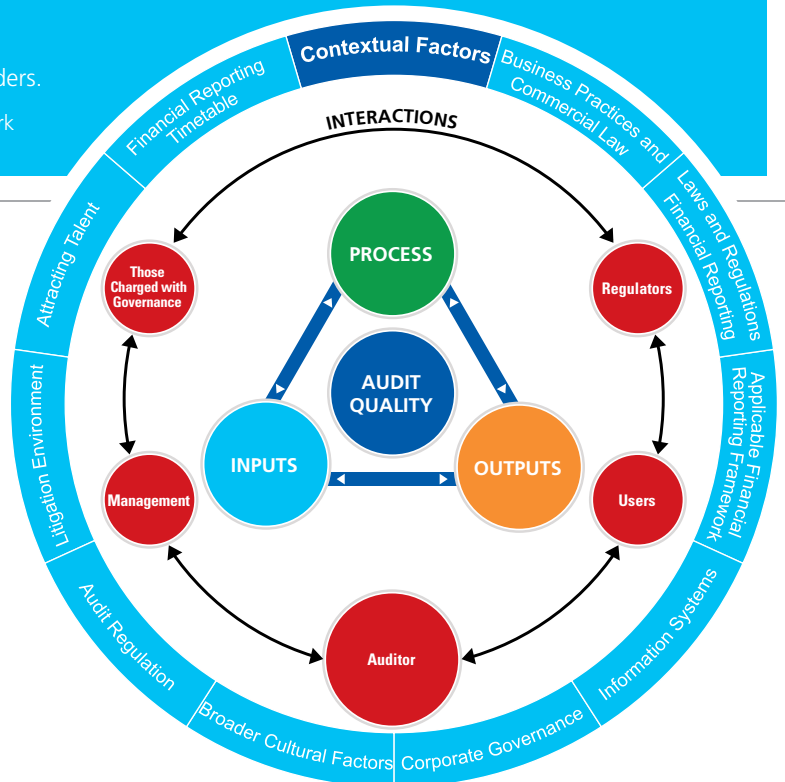 ders.
rk
Contextual Factors
Business Practices and
Commercial Law
Laws and Regulations
Financial Reporting
Applicable Financial
Reporting Framework
Information Systems
Corporate Governance
Broader Cultural Factors
Audit Regulation
Litigation Environment
Attracting Talent
Financial Reporting
Timetable
INTERACTIONS
Those
Charged with
Governance
Regulators
Management
Users
Auditor
PROCESS
AUDIT
QUALITY
INPUTS
OUTPUTS